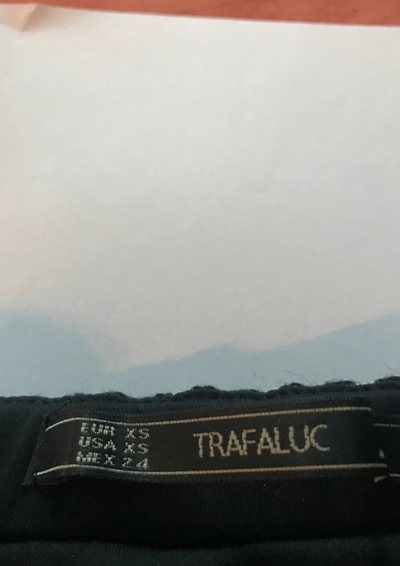 EUR XS
USA XS
MEX 24
TRAFALUC